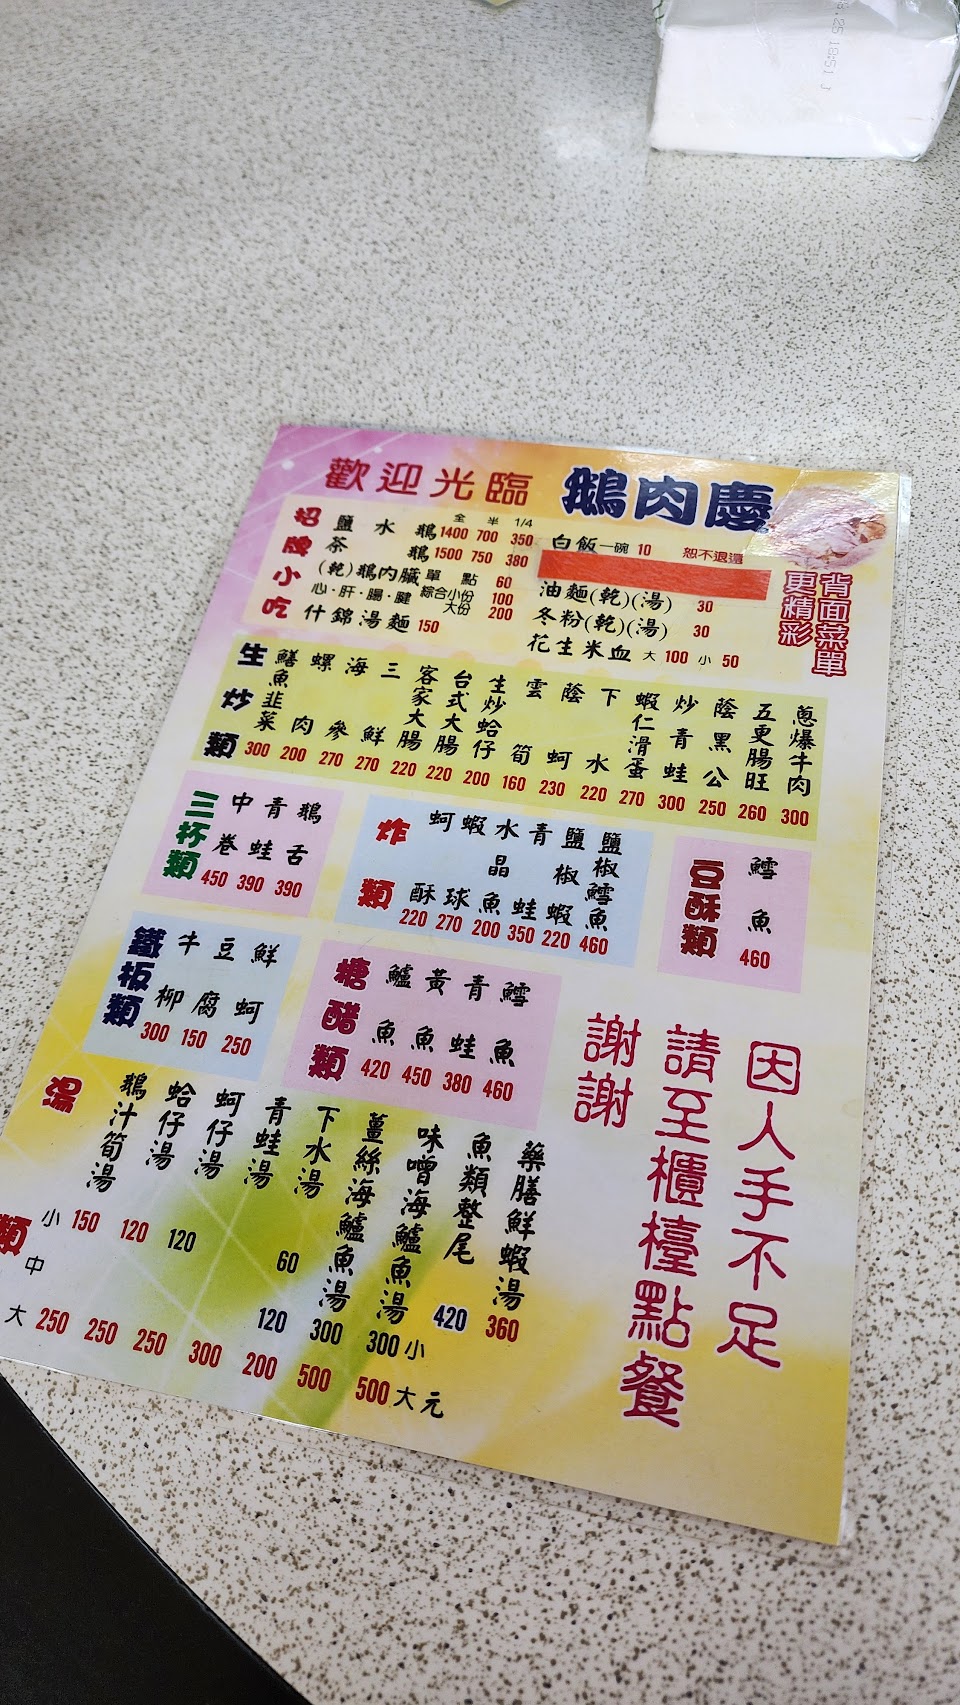 歡迎光臨 鵝肉慶
背面菜單
更精彩
招牌小吃
全 半 1/4
鹽水鵝 1400 700 350
茶鵝 1500 750 380
(乾)鵝內臟 單點 60
心·肝·腸·腱 綜合小份 100
大份 200
什錦湯麵 150
白飯 一碗 10 恕不退還
油麵(乾)(湯) 30
冬粉(乾)(湯) 30
花生米血 大 100 小 50
生炒類
鱔魚韭菜 300
螺肉 200
海參 270
三鮮 270
客家大腸 220
台式大腸 220
生炒蛤仔 200
雲筍 160
蔭蚵 230
下水 220
蝦仁滑蛋 270
炒青蛙 300
蔭黑公 250
五更腸旺 260
蔥爆牛肉 300
三杯類
中卷 450
青蛙 390
鵝舌 390
炸類
蚵酥 220
蝦球 270
水晶魚 200
青蛙 350
鹽椒蝦 220
鹽椒鱈魚 460
豆酥類
鱈魚 460
鐵板類
牛柳 300
豆腐 150
鮮蚵 250
糖醋類
鱸魚 420
黃魚 450
青蛙 380
鱈魚 460
湯類
鵝汁筍湯 蛤仔湯 蚵仔湯 青蛙湯 下水湯 薑絲海鱸魚湯 味噌海鱸魚湯 魚類整尾 藥膳鮮蝦湯
小 150 120 120 60 420 360
中 120 300 300 小
大 250 250 250 300 200 500 500 大 元
因人手不足
請至櫃檯點餐
謝謝